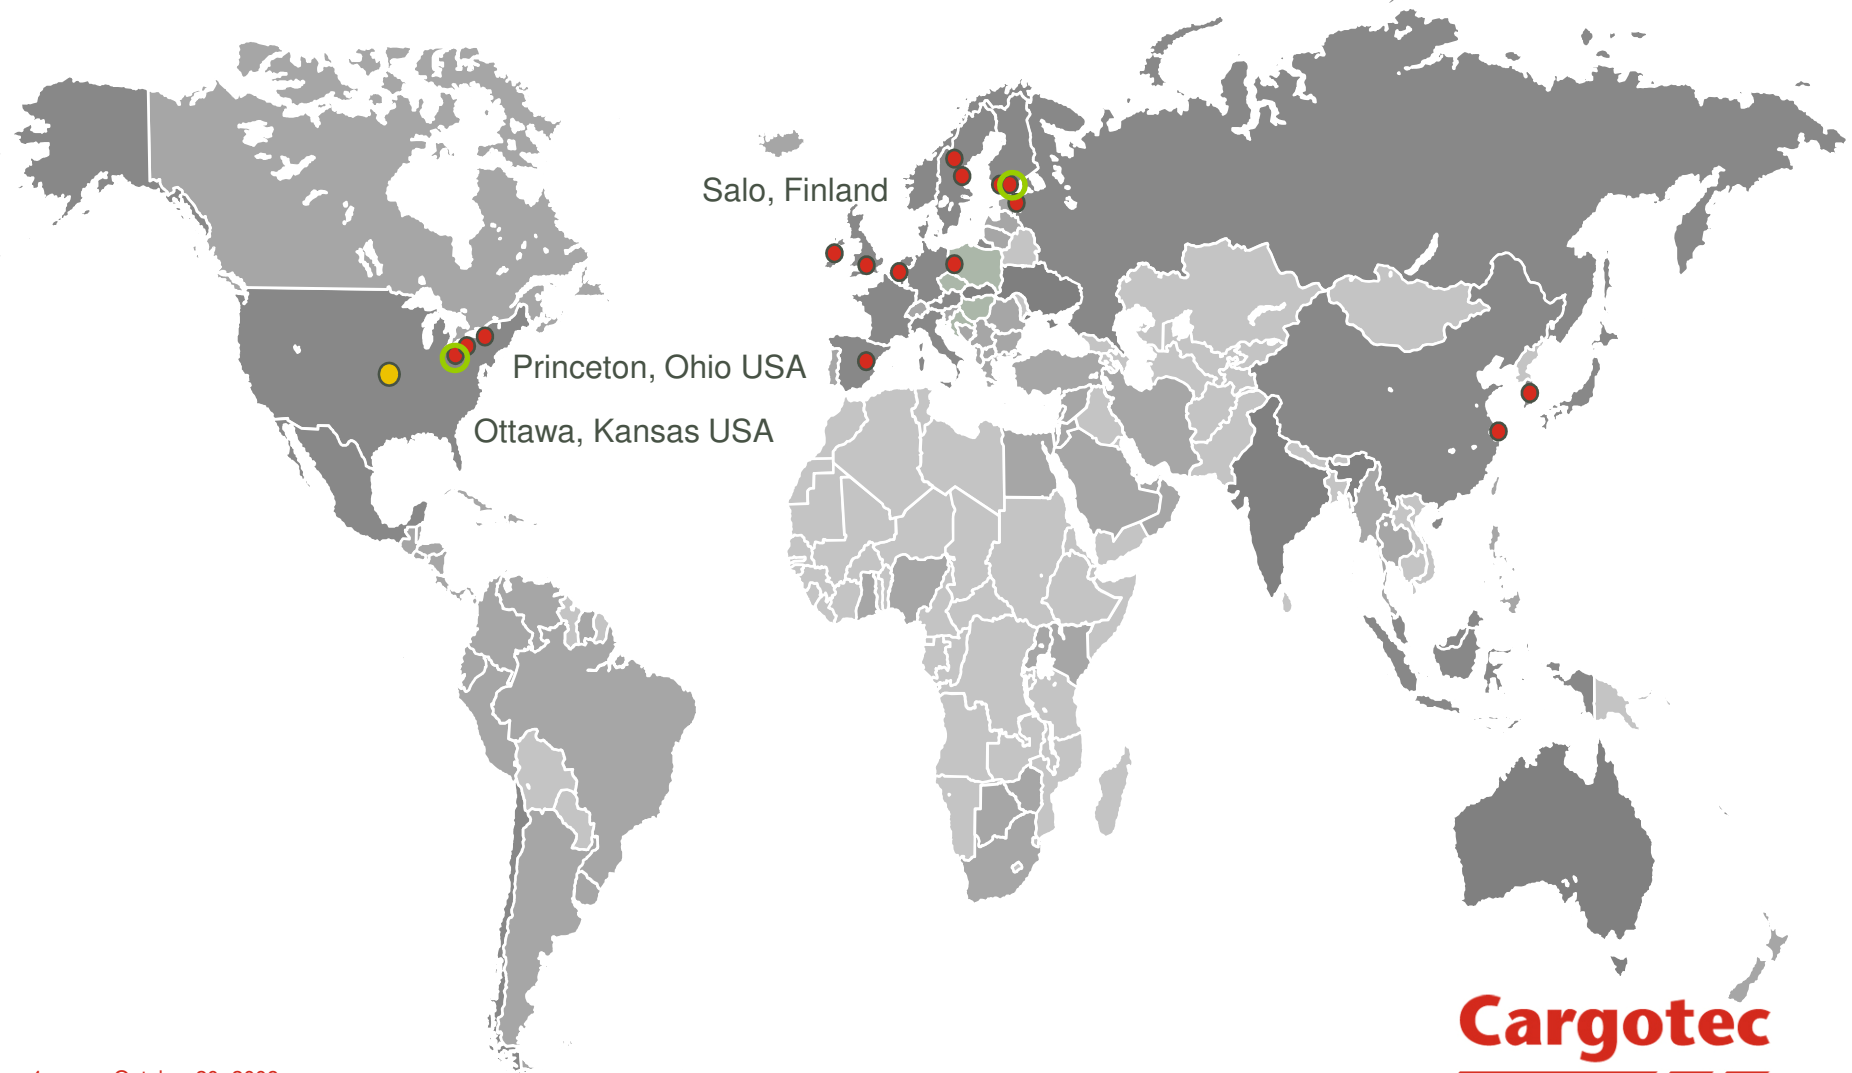 Salo, Finland
Princeton, Ohio USA
Ottawa, Kansas USA
Cargotec